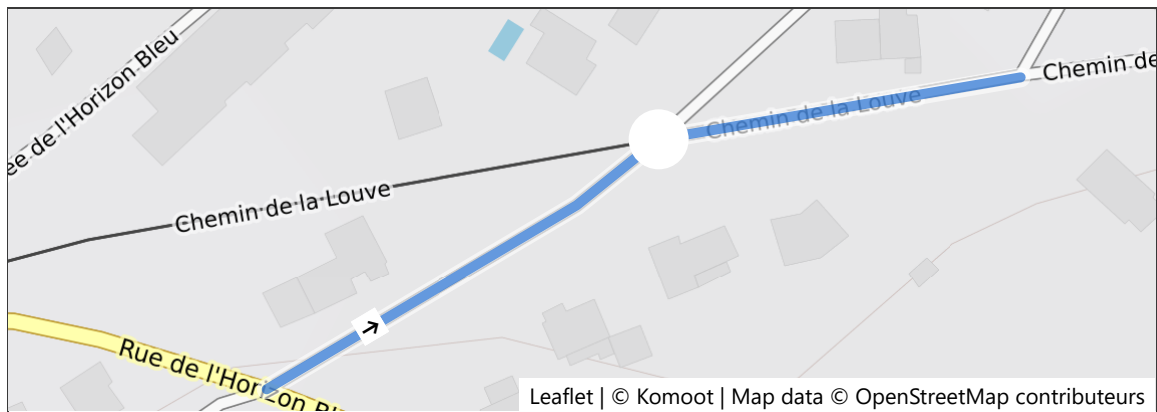 ee de l'Horizon Bleu
Chemin de
Chemin de la Louve
Chemin de la Louve
Rue de l'Horizon Bl
Leaflet | © Komoot | Map data © OpenStreetMap contributeurs